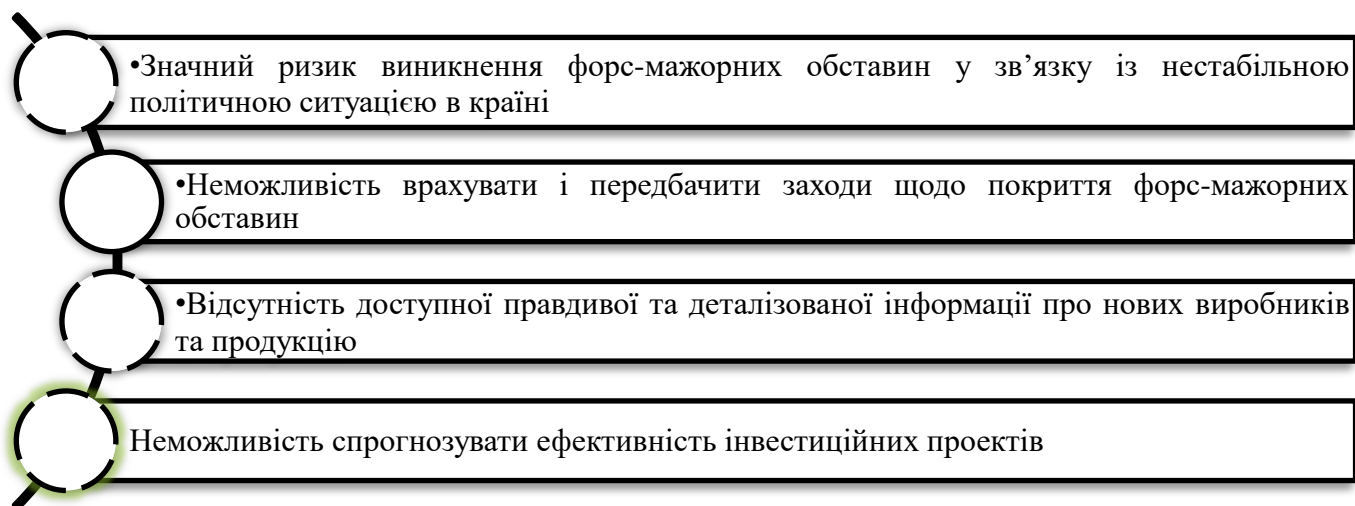 •Значний ризик виникнення форс-мажорних обставин у зв’язку із нестабільною
політичною ситуацією в країні
•Неможливість врахувати і передбачити заходи щодо покриття форс-мажорних
обставин
•Відсутність доступної правдивої та деталізованої інформації про нових виробників
та продукцію
Неможливість спрогнозувати ефективність інвестиційних проектів